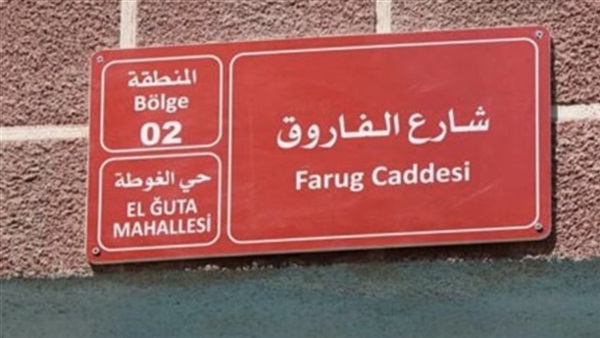 المنطقة
Bölge
02
حي الغوطة
EL ĞUTA
MAHALLESİ
شارع الفاروق
Farug Caddesi